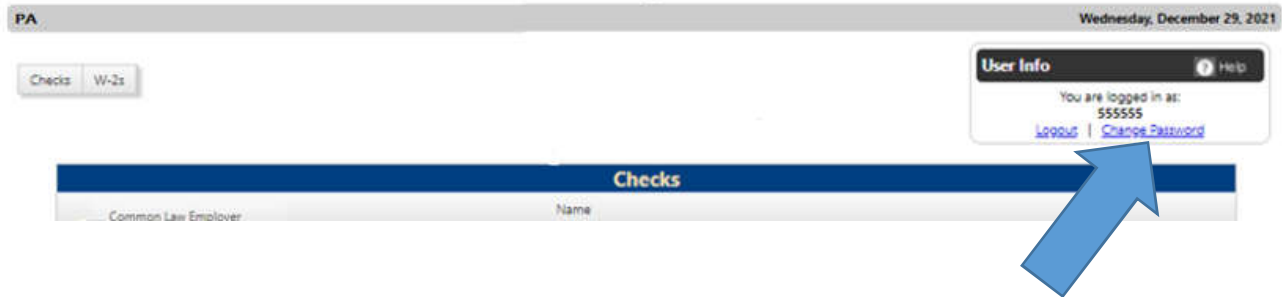 PA Wednesday, December 29, 2021
Checks W-2s
User Info ? Help
You are logged in as:
555555
Logout | Change Password
Checks
Common Law Employer Name